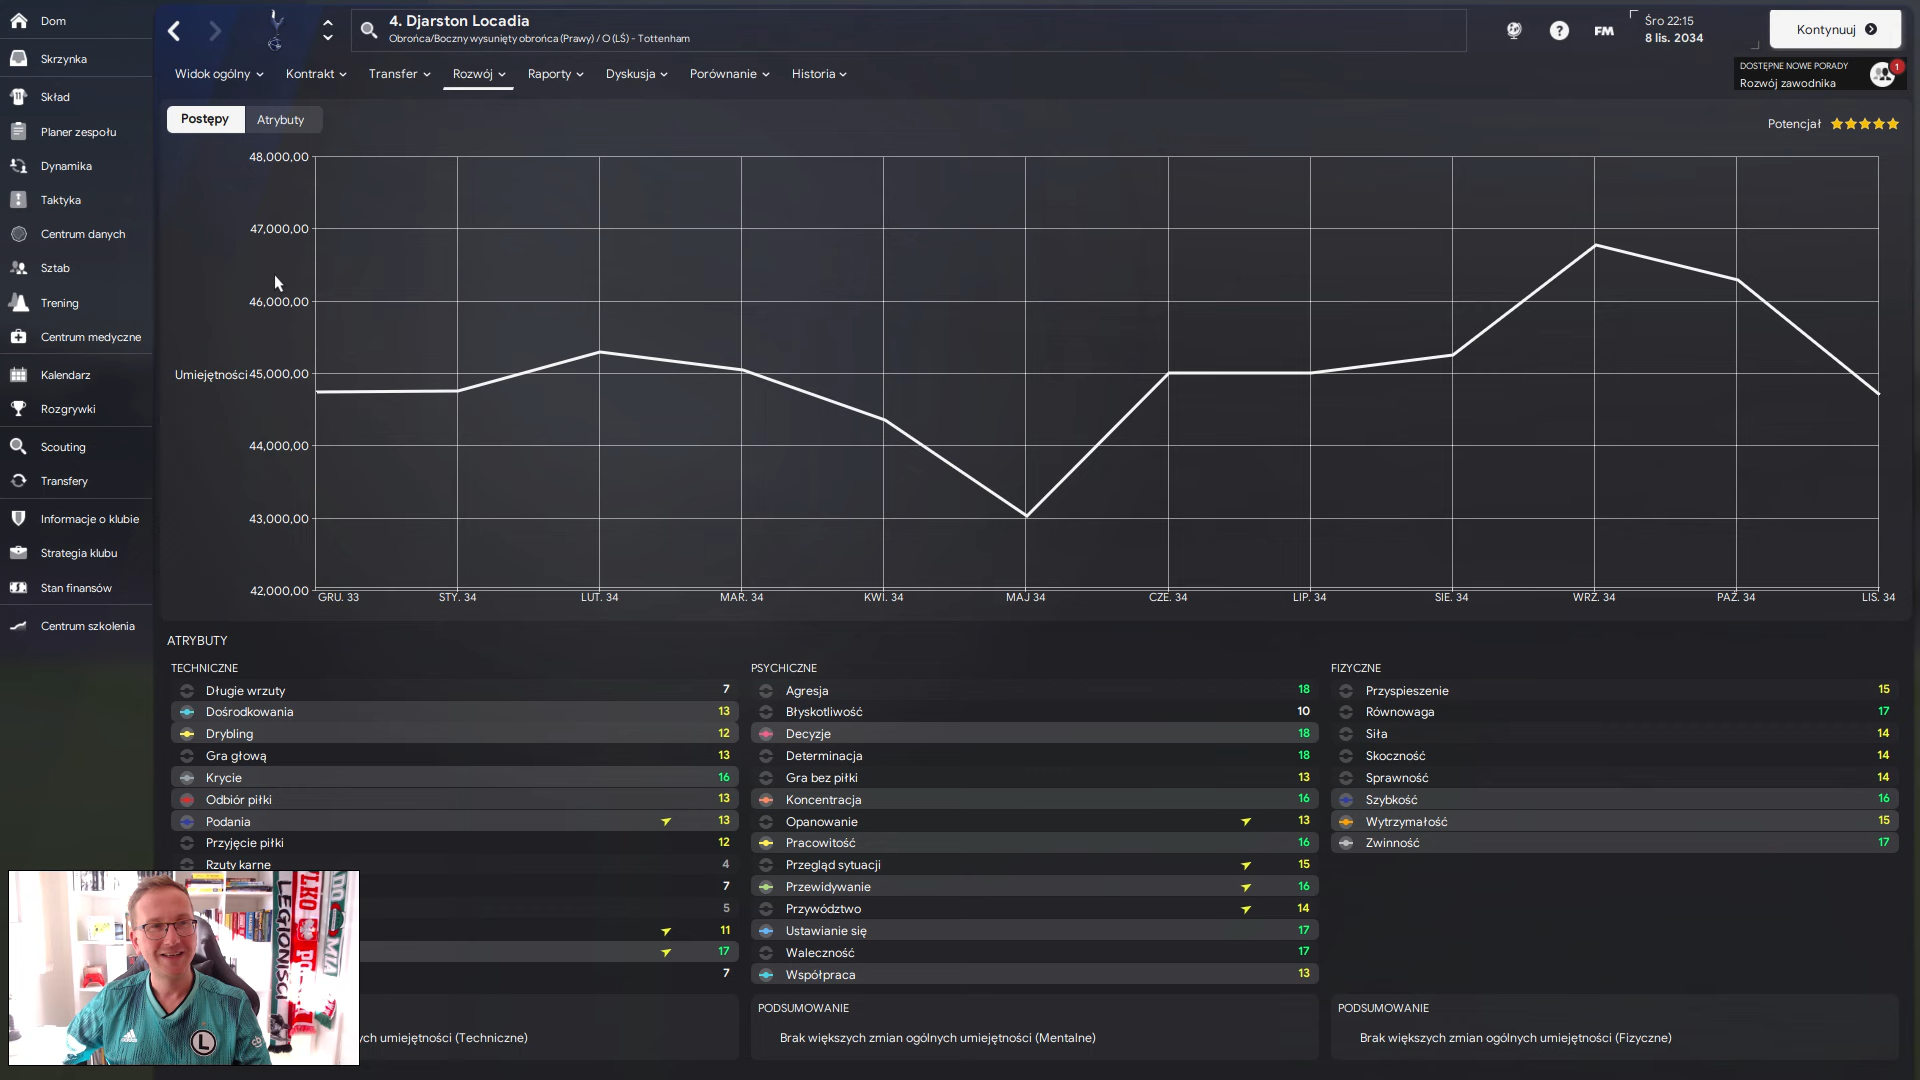 Dom
Skrzynka
Skład
Planer zespołu
Dynamika
Taktyka
Centrum danych
Sztab
Trening
Centrum medyczne
Kalendarz
Rozgrywki
Scouting
Transfery
Informacje o klubie
Strategia klubu
Stan finansów
Centrum szkolenia
4. Djarston Locadia
Obrońca/Boczny wysunięty obrońca (Prawy) / O (LŚ) - Tottenham
FM
Śro 22:15
8 lis. 2034
Kontynuuj
Widok ogólny
Kontrakt
Transfer
Rozwój
Raporty
Dyskusja
Porównanie
Historia
DOSTĘPNE NOWE PORADY
Rozwój zawodnika
1
Postępy
Atrybuty
Potencjał
48,000,00
47,000,00
46,000,00
Umiejętności
45,000,00
44,000,00
43,000,00
42,000,00
GRU. 33
STY. 34
LUT. 34
MAR. 34
KWI. 34
MAJ 34
CZE. 34
LIP. 34
SIE. 34
WRZ. 34
PAŹ. 34
LIS. 34
ATRYBUTY
TECHNICZNE
Długie wrzuty 7
Dośrodkowania 13
Drybling 12
Gra głową 13
Krycie 16
Odbiór piłki 13
Podania 13
Przyjęcie piłki 12
Rzuty karne 4
7
5
11
17
7
ych umiejętności (Techniczne)
PSYCHICZNE
Agresja 18
Błyskotliwość 10
Decyzje 18
Determinacja 18
Gra bez piłki 13
Koncentracja 16
Opanowanie 13
Pracowitość 16
Przegląd sytuacji 15
Przewidywanie 16
Przywództwo 14
Ustawianie się 17
Waleczność 17
Współpraca 13
PODSUMOWANIE
Brak większych zmian ogólnych umiejętności (Mentalne)
FIZYCZNE
Przyspieszenie 15
Równowaga 17
Siła 14
Skoczność 14
Sprawność 14
Szybkość 16
Wytrzymałość 15
Zwinność 17
PODSUMOWANIE
Brak większych zmian ogólnych umiejętności (Fizyczne)
LEGIONIŚCI
L